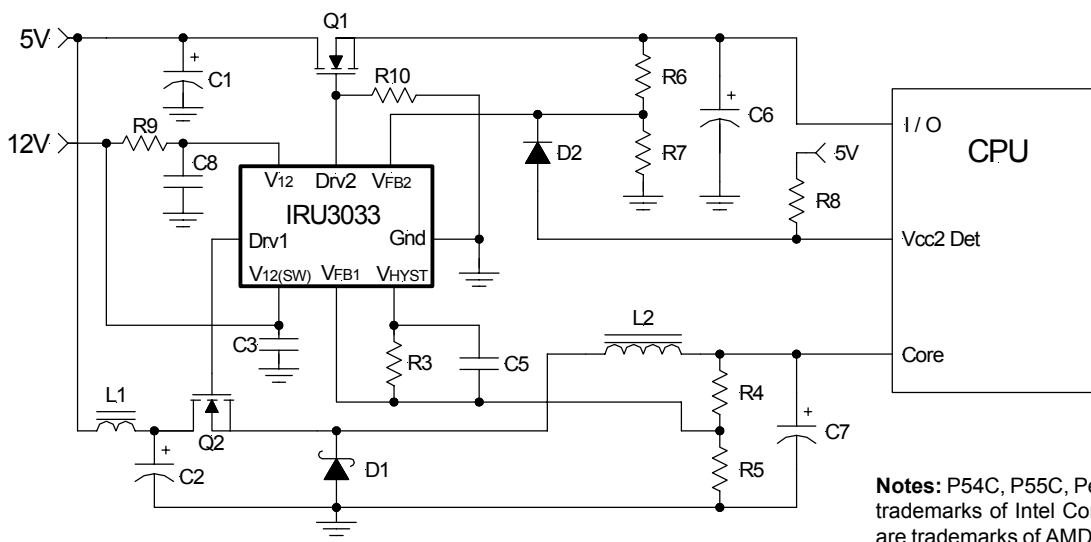 Q1
5V
C1
R10
R6
C6
I / O
CPU
R9
12V
C8
D2
R7
5V
R8
V12
Drv2
VFB2
IRU3033
Drv1
Gnd
Vcc2 Det
V12(SW)
VFB1
VHYST
L2
C3
R3
C5
Core
L1
R4
C7
Q2
C2
D1
R5
Notes: P54C, P55C,
trademarks of Intel
are trademarks of AMD